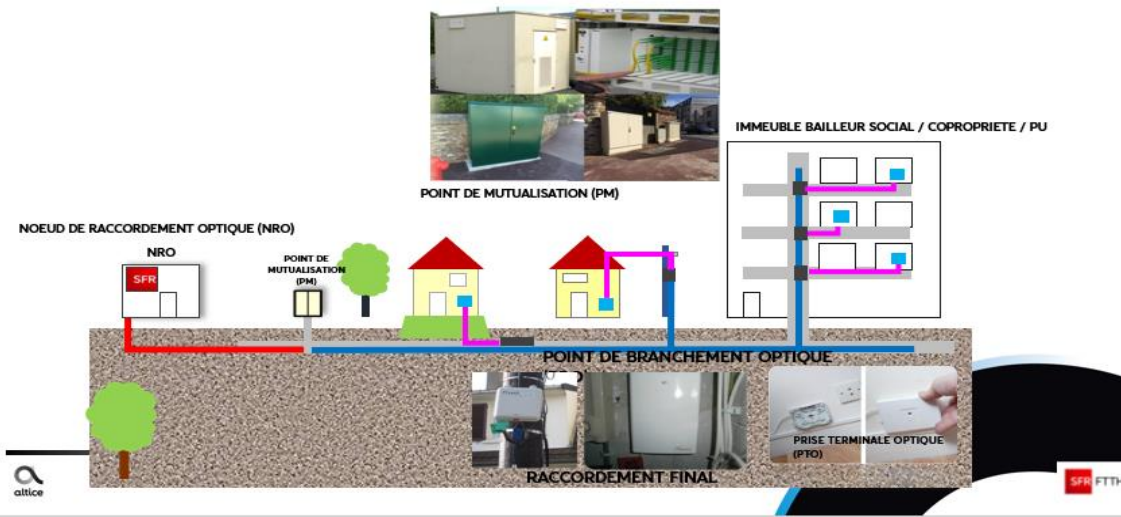 IMMEUBLE BAILLEUR SOCIAL / COPROPRIETE / PU
POINT DE MUTUALISATION (PM)
NOEUD DE RACCORDEMENT OPTIQUE (NRO)
NRO
SFR
POINT DE
MUTUALISATION
(PM)
POINT DE BRANCHEMENT OPTIQUE
PRISE TERMINALE OPTIQUE
(PTO)
RACCORDEMENT FINAL
altice
SFR FTTH